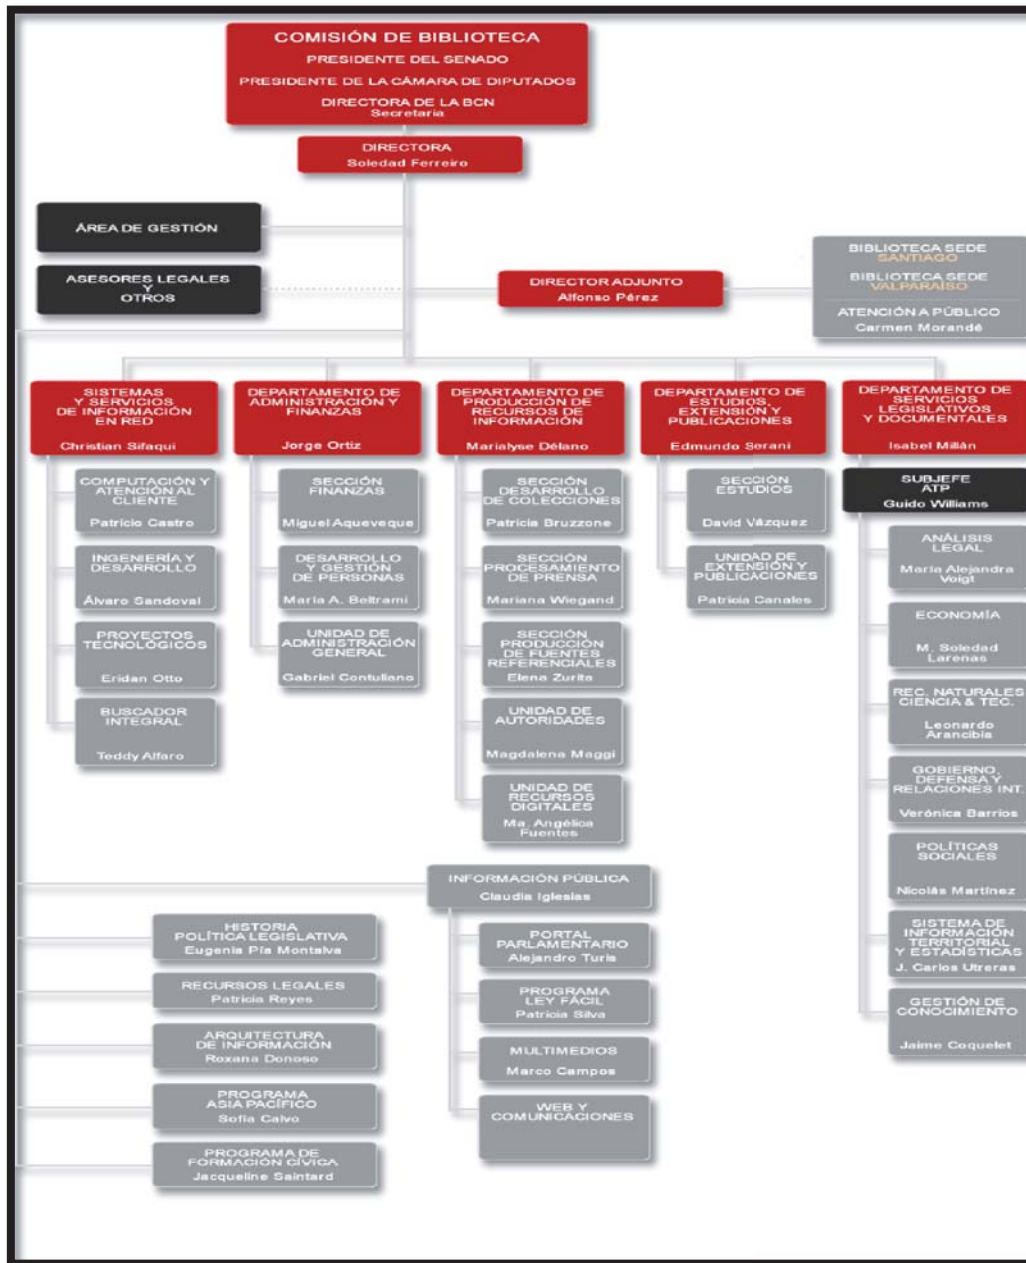 COMISIÓN DE BIBLIOTECA
PRESIDENTE DEL SENADO
PRESIDENTE DE LA CÁMARA DE DIPUTADOS
DIRECTORA DE LA BCN
Secretaria
DIRECTORA
Soledad Ferreiro
ÁREA DE GESTIÓN
ASESORES LEGALES
Y
OTROS
DIRECTOR ADJUNTO
Alfonso Pérez
BIBLIOTECA SEDE
SANTIAGO
BIBLIOTECA SEDE
VALPARAÍSO
ATENCIÓN A PÚBLICO
Carmen Morandé
SISTEMAS
Y SERVICIOS
DE INFORMACIÓN
EN RED
Christian Sifaqui
COMPUTACIÓN Y
ATENCIÓN AL
CLIENTE
Patricio Castro
INGENIERÍA Y
DESARROLLO
Álvaro Sandoval
PROYECTOS
TECNOLÓGICOS
Eridan Otto
BUSCADOR
INTEGRAL
Teddy Alfaro
DEPARTAMENTO DE
ADMINISTRACIÓN Y
FINANZAS
Jorge Ortiz
SECCIÓN
FINANZAS
Miguel Aqueveque
DESARROLLO
Y GESTIÓN
DE PERSONAS
María A. Beltrami
UNIDAD DE
ADMINISTRACIÓN
GENERAL
Gabriel Contuliano
DEPARTAMENTO DE
PRODUCCIÓN DE
RECURSOS DE
INFORMACIÓN
Marialyse Délano
SECCIÓN
DESARROLLO
DE COLECCIONES
Patricia Bruzzone
SECCIÓN
PROCESAMIENTO
DE PRENSA
Mariana Wiegand
SECCIÓN
PRODUCCIÓN
DE FUENTES
REFERENCIALES
Elena Zurita
UNIDAD DE
AUTORIDADES
Magdalena Maggi
UNIDAD DE
RECURSOS
DIGITALES
Ma. Angélica
Fuentes
DEPARTAMENTO DE
ESTUDIOS,
EXTENSIÓN Y
PUBLICACIONES
Edmundo Serani
SECCIÓN
ESTUDIOS
David Vázquez
UNIDAD DE
EXTENSIÓN Y
PUBLICACIONES
Patricia Canales
DEPARTAMENTO DE
SERVICIOS
LEGISLATIVOS
Y DOCUMENTALES
Isabel Millán
SUBJEFE
ATP
Guido Williams
ANÁLISIS
LEGAL
María Alejandra
Voigt
ECONOMÍA
M. Soledad
Larenas
REC. NATURALES
CIENCIA & TEC.
Leonardo
Arancibia
GOBIERNO,
DEFENSA Y
RELACIONES INT.
Verónica Barrios
POLÍTICAS
SOCIALES
Nicolás Martínez
SISTEMA DE
INFORMACIÓN
TERRITORIAL
Y ESTADÍSTICAS
J. Carlos Utreras
GESTIÓN DE
CONOCIMIENTO
Jaime Coquelet
INFORMACIÓN PÚBLICA
Claudia Iglesias
PORTAL
PARLAMENTARIO
Alejandro Turis
PROGRAMA
LEY FÁCIL
Patricia Silva
MULTIMEDIOS
Marco Campos
WEB Y
COMUNICACIONES
HISTORIA
POLÍTICA LEGISLATIVA
Eugenia Pía Montalva
RECURSOS LEGALES
Patricia Reyes
ARQUITECTURA
DE INFORMACIÓN
Roxana Donoso
PROGRAMA
ASIA PACÍFICO
Sofía Calvo
PROGRAMA DE
FORMACIÓN CÍVICA
Jacqueline Saintard